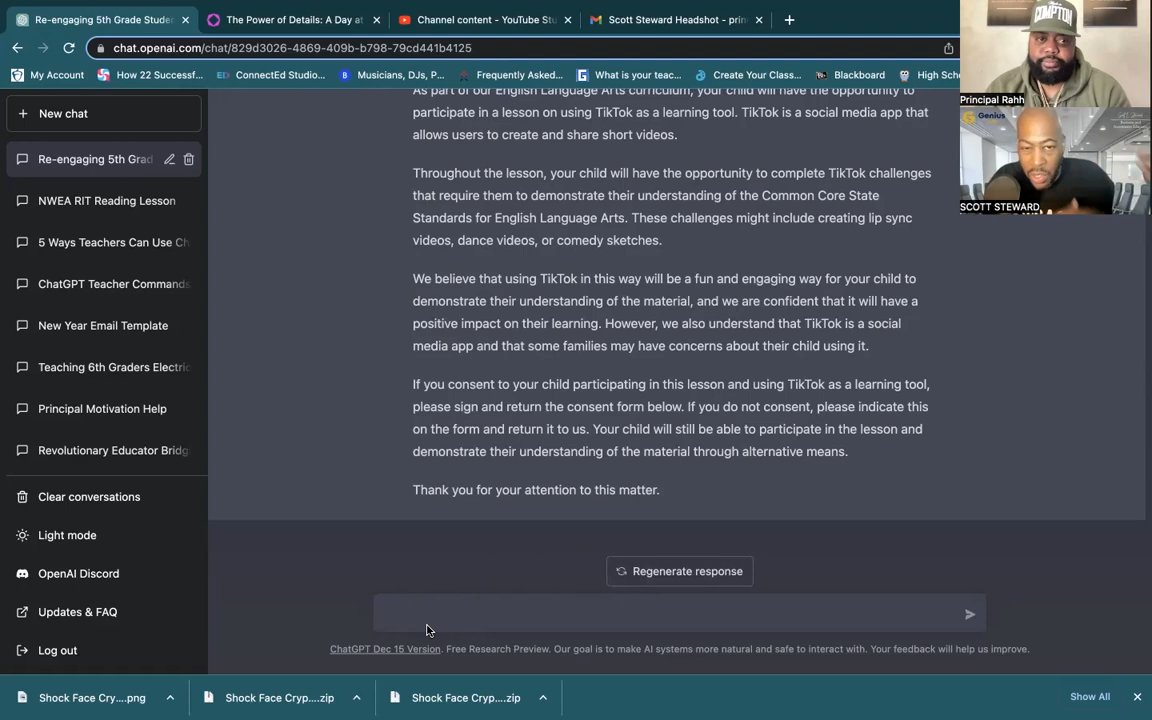 Re-engaging 5th Grade Studen
The Power of Details: A Day at
Channel content - YouTube Stu
Scott Steward Headshot - prin
chat.openai.com/chat/829d3026-4869-409b-b798-79cd441b4125
My Account
How 22 Successf...
ConnectEd Studio...
Musicians, DJs, P...
Frequently Asked...
What is your teac...
Create Your Class...
Blackboard
High Scho
COMPTON
Principal Rahh
Genius
SCOTT STEWARD
New chat
Re-engaging 5th Grad
NWEA RIT Reading Lesson
5 Ways Teachers Can Use Ch
ChatGPT Teacher Commands
New Year Email Template
Teaching 6th Graders Electric
Principal Motivation Help
Revolutionary Educator Bridg
Clear conversations
Light mode
OpenAI Discord
Updates & FAQ
Log out
As part of our English Language Arts curriculum, your child will have the opportunity to
participate in a lesson on using TikTok as a learning tool. TikTok is a social media app that
allows users to create and share short videos.
Throughout the lesson, your child will have the opportunity to complete TikTok challenges
that require them to demonstrate their understanding of the Common Core State
Standards for English Language Arts. These challenges might include creating lip sync
videos, dance videos, or comedy sketches.
We believe that using TikTok in this way will be a fun and engaging way for your child to
demonstrate their understanding of the material, and we are confident that it will have a
positive impact on their learning. However, we also understand that TikTok is a social
media app and that some families may have concerns about their child using it.
If you consent to your child participating in this lesson and using TikTok as a learning tool,
please sign and return the consent form below. If you do not consent, please indicate this
on the form and return it to us. Your child will still be able to participate in the lesson and
demonstrate their understanding of the material through alternative means.
Thank you for your attention to this matter.
Regenerate response
ChatGPT Dec 15 Version. Free Research Preview. Our goal is to make AI systems more natural and safe to interact with. Your feedback will help us improve.
Shock Face Cryp....png
Shock Face Cryp....zip
Shock Face Cryp....zip
Show All